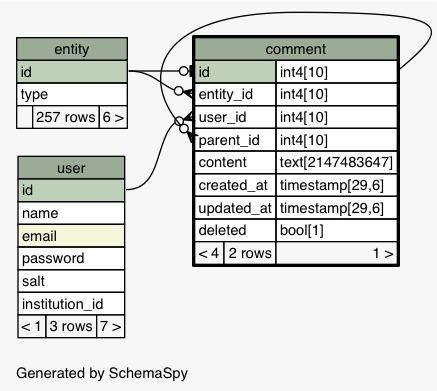 entity
id
type
257 rows 6 >
user
id
name
email
password
salt
institution_id
< 1 3 rows 7 >
comment
id int4[10]
entity_id int4[10]
user_id int4[10]
parent_id int4[10]
content text[2147483647]
created_at timestamp[29,6]
updated_at timestamp[29,6]
deleted bool[1]
< 4 2 rows 1 >
Generated by SchemaSpy